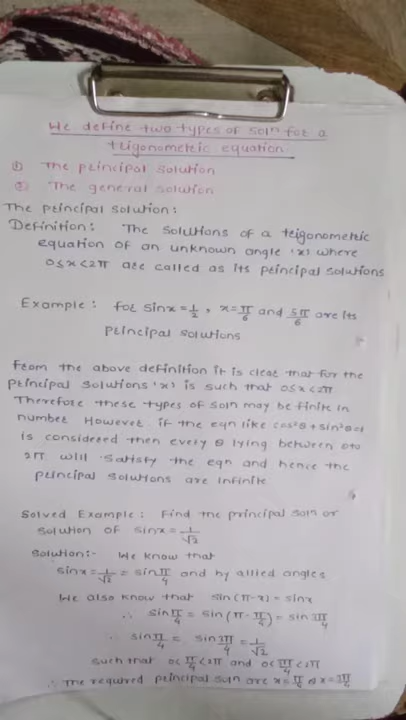 We define two types of soln for a
trigonometric equation
① The principal solution
② The general solution
The principal solution:
Definition: The solutions of a trigonometric
equation of an unknown angle 'x' where
0≤x<2π are called as its principal solutions
Example: for sinx=1/2, x=π/6 and 5π/6 are its
principal solutions
From the above definition it is clear that for the
principal solutions 'x' is such that 0≤x<2π
Therefore these types of soln may be finite in
number However if the eqn like cos²θ+sin²θ=1
is considered then every θ lying between 0 to
2π will satisfy the eqn and hence the
principal solutions are infinite
Solved Example: Find the principal soln or
solution of sinx=1/√2
Solution:- We know that
sinx=1/√2=sinπ/4 and by allied angles
We also know that sin(π-x)=sinx
∴ sinπ/4=sin(π-π/4)=sin3π/4
∴ sinπ/4=sin3π/4=1/√2
such that 0<π/4<2π and 0<3π/4<2π
∴ The required principal soln are x=π/4 & x=3π/4